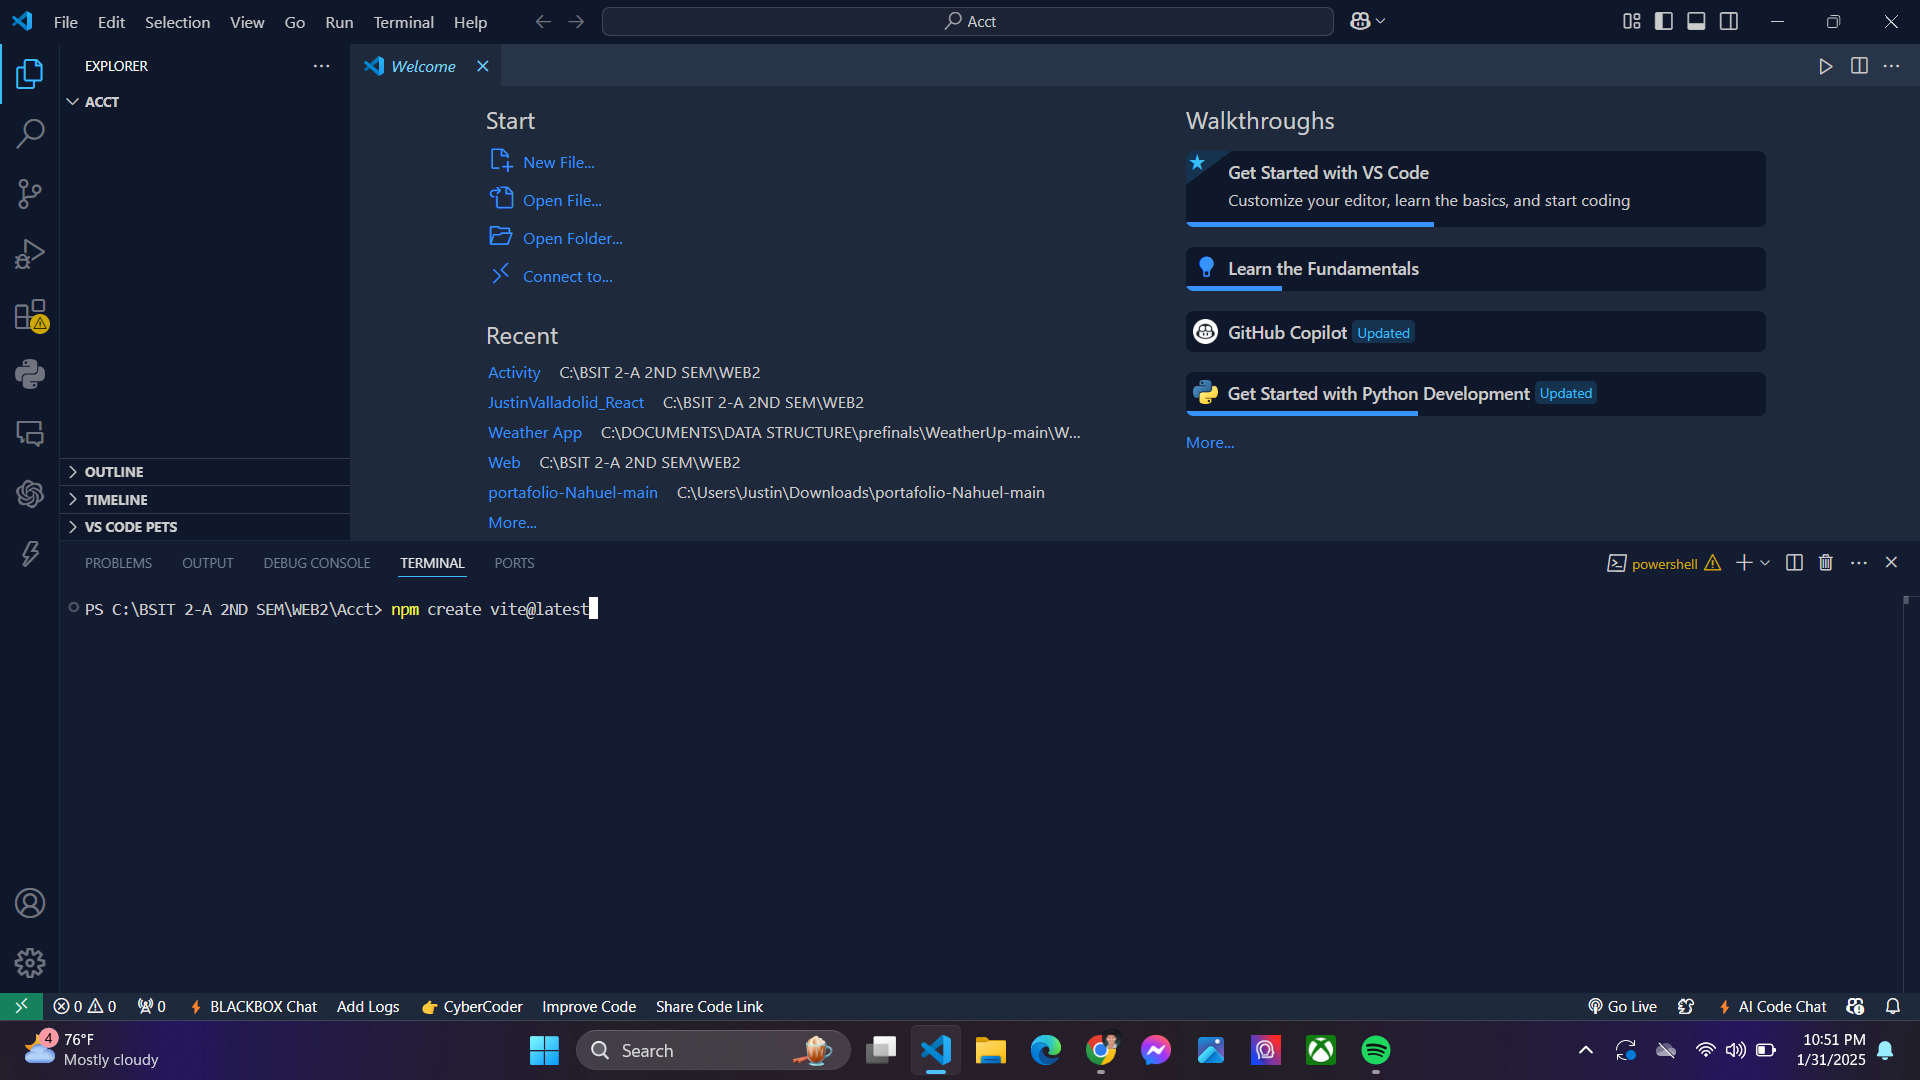 File Edit Selection View Go Run Terminal Help Acct
EXPLORER
ACCT
OUTLINE
TIMELINE
VS CODE PETS
Welcome
Start
New File...
Open File...
Open Folder...
Connect to...
Recent
Activity C:\BSIT 2-A 2ND SEM\WEB2
JustinValladolid_React C:\BSIT 2-A 2ND SEM\WEB2
Weather App C:\DOCUMENTS\DATA STRUCTURE\prefinals\WeatherUp-main\W...
Web C:\BSIT 2-A 2ND SEM\WEB2
portafolio-Nahuel-main C:\Users\Justin\Downloads\portafolio-Nahuel-main
More...
Walkthroughs
Get Started with VS Code
Customize your editor, learn the basics, and start coding
Learn the Fundamentals
GitHub Copilot Updated
Get Started with Python Development Updated
More...
PROBLEMS OUTPUT DEBUG CONSOLE TERMINAL PORTS powershell
PS C:\BSIT 2-A 2ND SEM\WEB2\Acct> npm create vite@latest
0 0 0 BLACKBOX Chat Add Logs CyberCoder Improve Code Share Code Link Go Live AI Code Chat
4 76°F
Mostly cloudy
Search
10:51 PM
1/31/2025